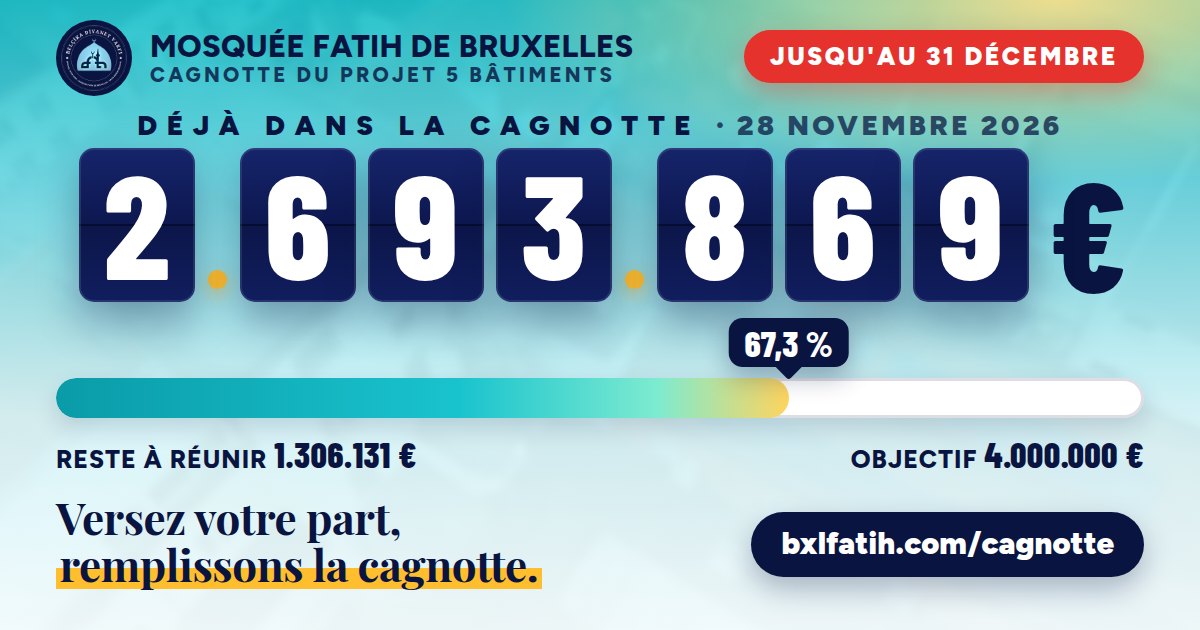 MOSQUÉE FATIH DE BRUXELLES
CAGNOTTE DU PROJET 5 BÂTIMENTS
JUSQU'AU 31 DÉCEMBRE
DÉJÀ DANS LA CAGNOTTE · 28 NOVEMBRE 2026
2.693.869 €
67,3 %
RESTE À RÉUNIR 1.306.131 €
OBJECTIF 4.000.000 €
Versez votre part,
remplissons la cagnotte.
bxlfatih.com/cagnotte